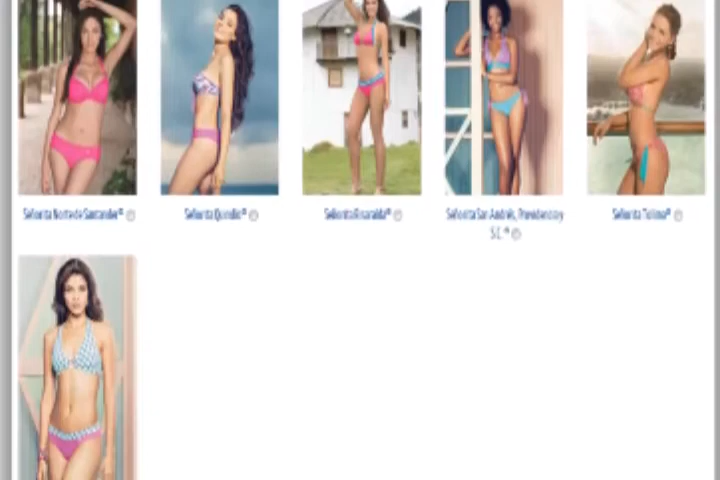 Señorita Norte de Santander®
Señorita Quindío®
Señorita Risaralda®
Señorita San Andrés, Providencia y
S.C.®
Señorita Tolima®